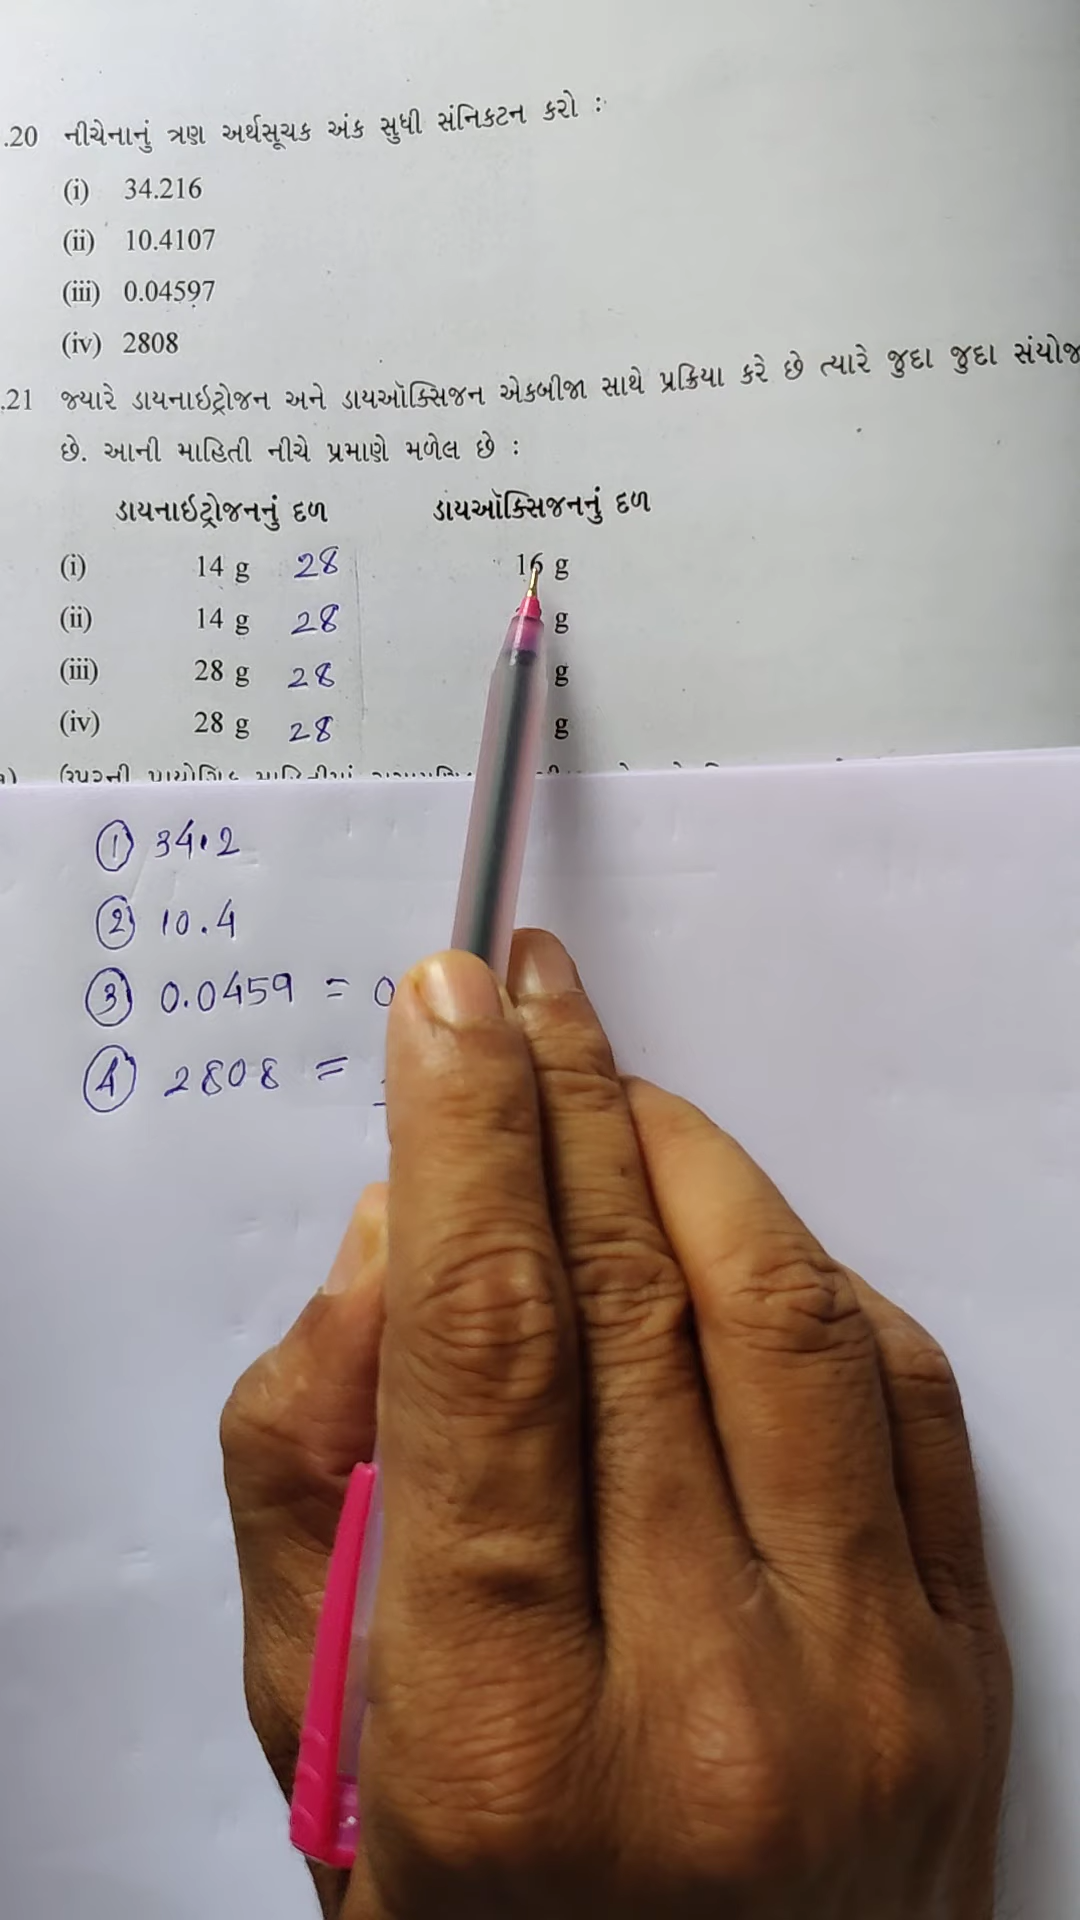 .20 નીચેનાનું ત્રણ અર્થસૂચક અંક સુધી સંનિકટન કરો :
(i) 34.216
(ii) 10.4107
(iii) 0.04597
(iv) 2808
.21 જ્યારે ડાયનાઇટ્રોજન અને ડાયઑક્સિજન એકબીજા સાથે પ્રક્રિયા કરે છે ત્યારે જુદા જુદા સંયોજ
છે. આની માહિતી નીચે પ્રમાણે મળેલ છે :
ડાયનાઇટ્રોજનનું દળ ડાયઑક્સિજનનું દળ
(i) 14 g 28 16 g
(ii) 14 g 28 g
(iii) 28 g 28 g
(iv) 28 g 28 g
ઉપરની
① 34.2
② 10.4
③ 0.0459 = 0
④ 2808 =